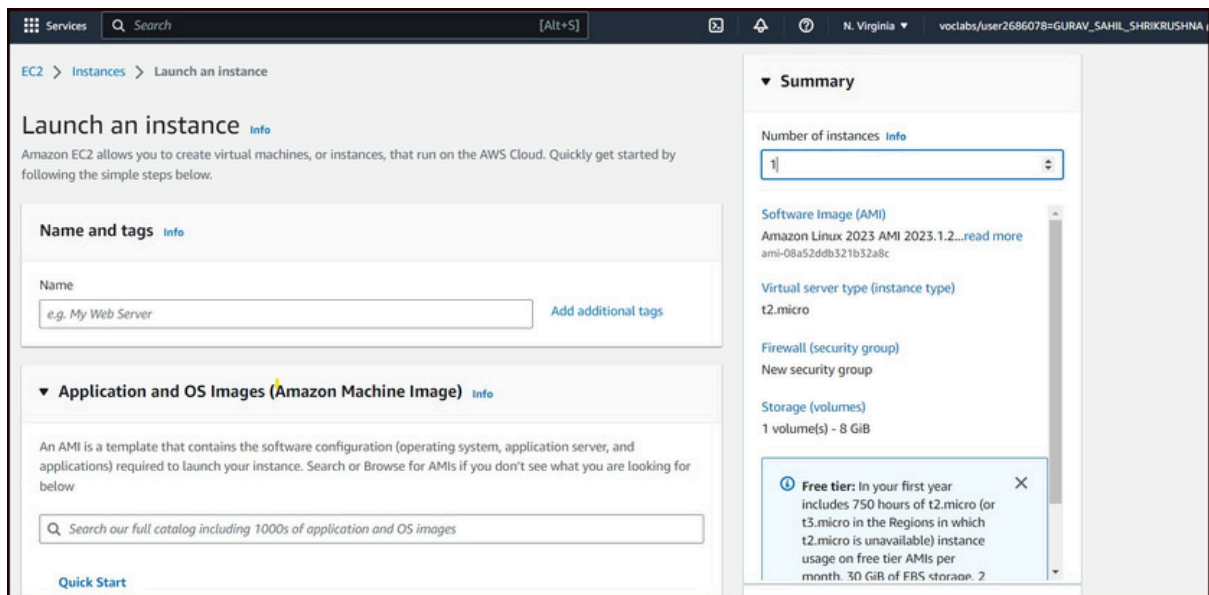 Services Search [Alt+S] N. Virginia ▼ voclabs/user2686078=GURAV_SAHIL_SHRIKRUSHNA
EC2 > Instances > Launch an instance
Launch an instance Info
Amazon EC2 allows you to create virtual machines, or instances, that run on the AWS Cloud. Quickly get started by
following the simple steps below.
Name and tags Info
Name
e.g. My Web Server
Add additional tags
▼ Application and OS Images (Amazon Machine Image) Info
An AMI is a template that contains the software configuration (operating system, application server, and
applications) required to launch your instance. Search or Browse for AMIs if you don't see what you are looking for
below
Search our full catalog including 1000s of application and OS images
Quick Start
▼ Summary
Number of instances Info
1
Software Image (AMI)
Amazon Linux 2023 AMI 2023.1.2...read more
ami-08a52ddb321b32a8c
Virtual server type (instance type)
t2.micro
Firewall (security group)
New security group
Storage (volumes)
1 volume(s) - 8 GiB
Free tier: In your first year
includes 750 hours of t2.micro (or
t3.micro in the Regions in which
t2.micro is unavailable) instance
usage on free tier AMIs per
month, 30 GiB of EBS storage, 2